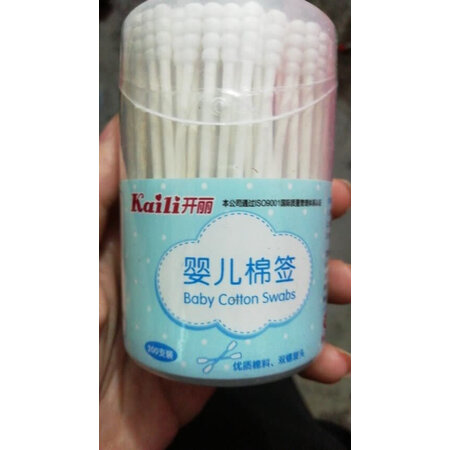 Kaili开丽
本公司通过ISO9001国际质量管理体系认证
婴儿棉签
Baby Cotton Swabs
200支装
优质棉料、双螺旋头